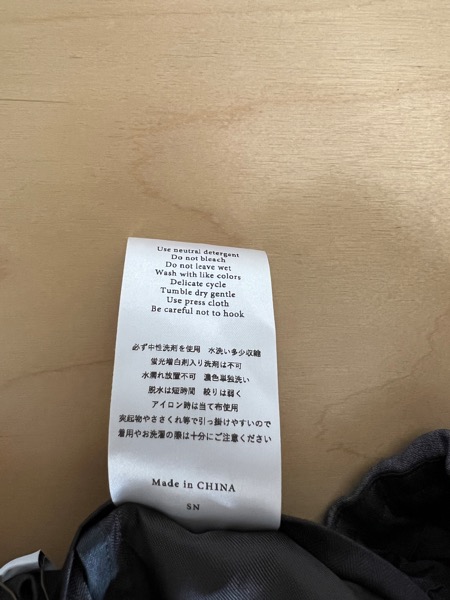 Use neutral detergent
Do not bleach
Do not leave wet
Wash with like colors
Delicate cycle
Tumble dry gentle
Use press cloth
Be careful not to hook
必ず中性洗剤を使用 水洗い多少収縮
蛍光増白剤入り洗剤は不可
水濡れ放置不可 濃色単独洗い
脱水は短時間 絞りは弱く
アイロン時は当て布使用
突起物やささくれ等で引っ掛けやすいので
着用やお洗濯の際は十分にご注意ください
Made in CHINA
SN